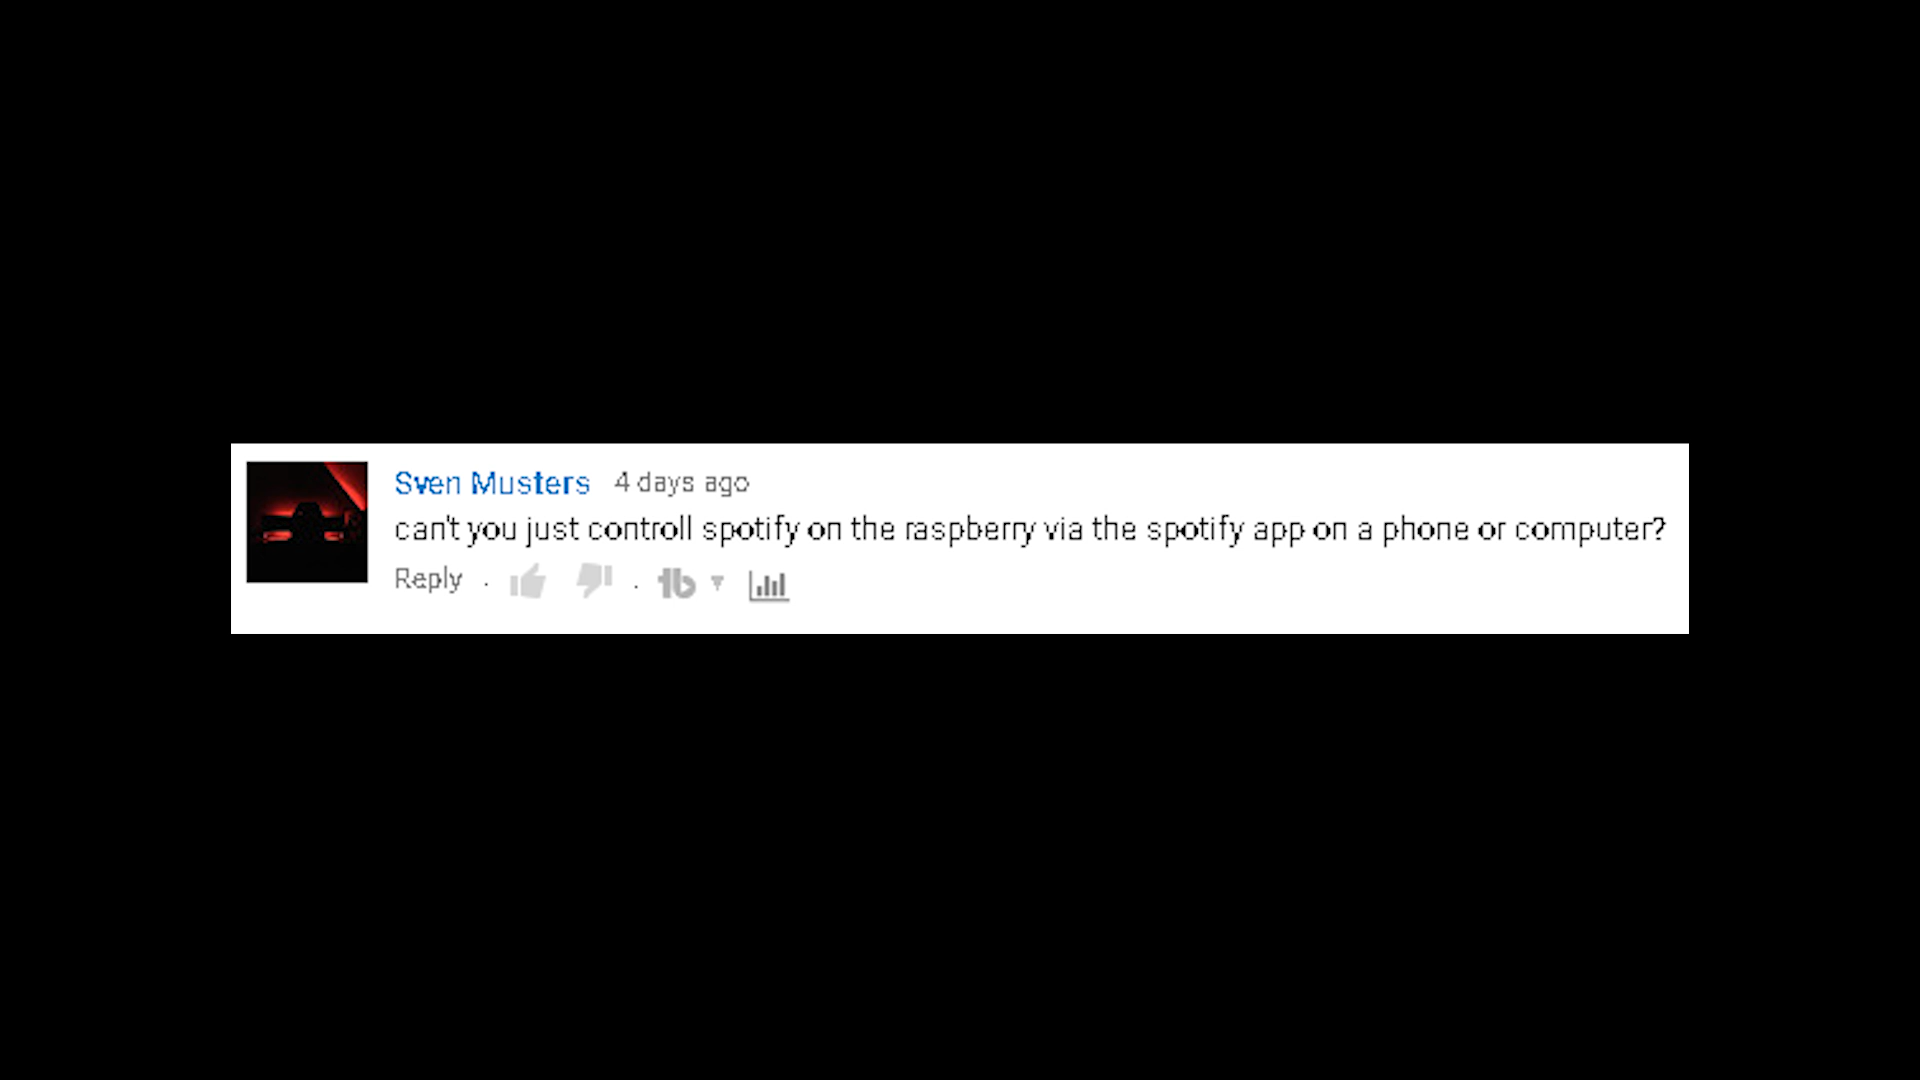 Sven Musters 4 days ago
can't you just controll spotify on the raspberry via the spotify app on a phone or computer?
Reply · · tb